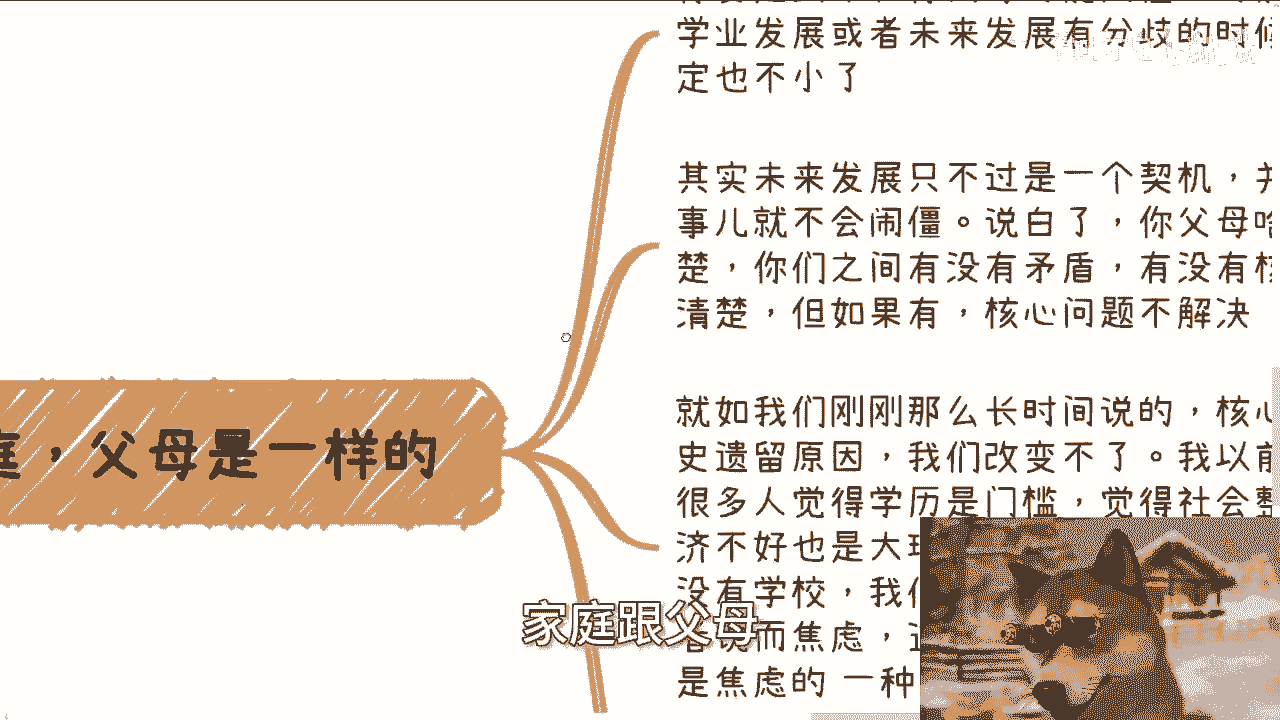 学业发展或者未来发展有分歧的时候
定也不小了
其实未来发展只不过是一个契机，
事儿就不会闹僵。说白了，你父母啥
楚，你们之间有没有矛盾，有没有核
清楚，但如果有，核心问题不解决
庭，父母是一样的
就如我们刚刚那么长时间说的，核心
史遗留原因，我们改变不了。我以前
很多人觉得学历是门槛，觉得社会整
济不好也是大环
没有学校，我们
而焦虑，
是焦虑的 一种
家庭跟父母